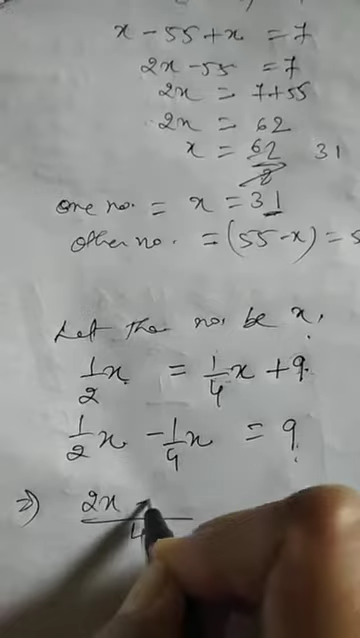 x - 55 + x = 7
2x - 55 = 7
2x = 7+55
2x = 62
x = 62/2 31
one no. = x = 31
other no. = (55-x) = 5
Let the no. be x.
1/2 x = 1/4 x + 9.
1/2 x - 1/4 x = 9.
⇒ 2x - / 4